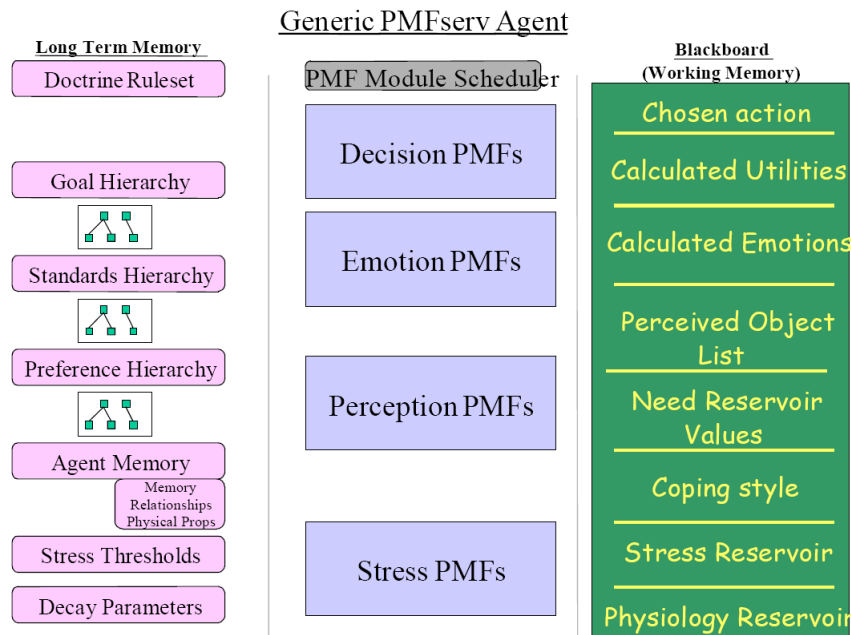 Generic PMFserv Agent
Long Term Memory
Doctrine Ruleset
Goal Hierarchy
Standards Hierarchy
Preference Hierarchy
Agent Memory
Memory
Relationships
Physical Props
Stress Thresholds
Decay Parameters
PMF Module Scheduler
Decision PMFs
Emotion PMFs
Perception PMFs
Stress PMFs
Blackboard
(Working Memory)
Chosen action
Calculated Utilities
Calculated Emotions
Perceived Object
List
Need Reservoir
Values
Coping style
Stress Reservoir
Physiology Reservoir